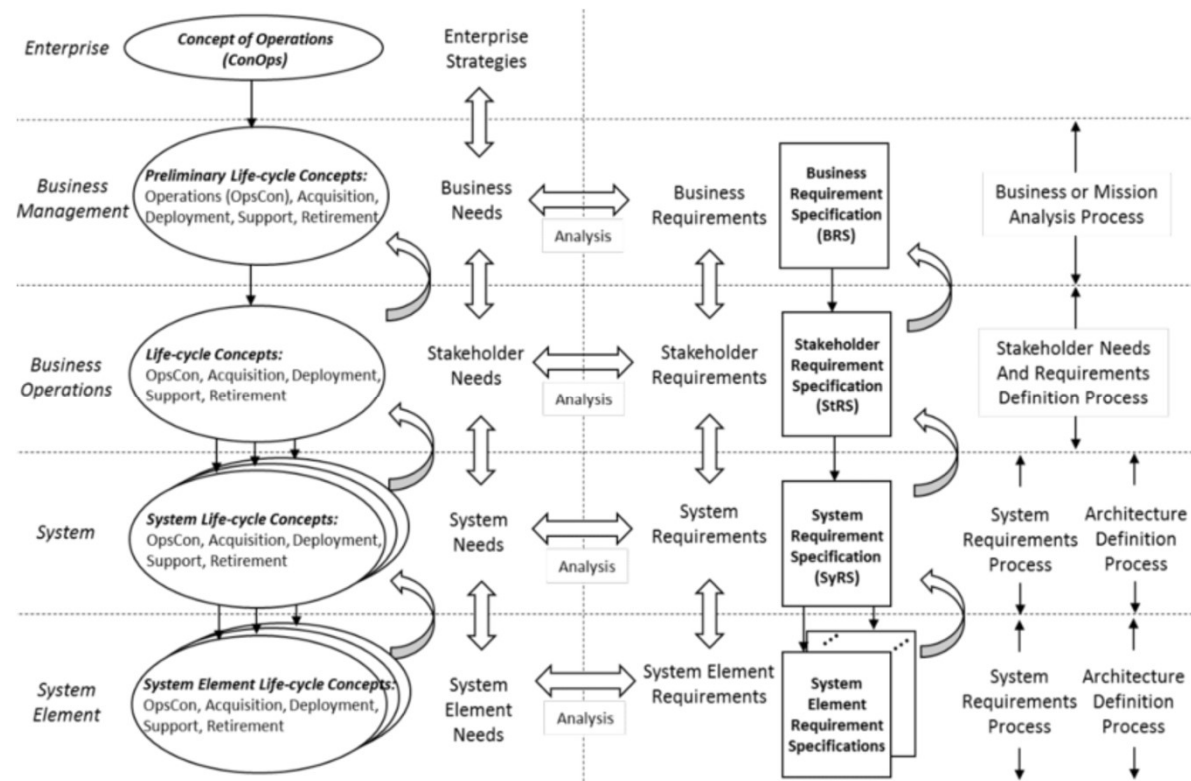 Enterprise
Concept of Operations
(ConOps)
Enterprise
Strategies
Business
Management
Preliminary Life-cycle Concepts:
Operations (OpsCon), Acquisition,
Deployment, Support, Retirement
Business
Needs
Analysis
Business
Requirements
Business
Requirement
Specification
(BRS)
Business or Mission
Analysis Process
Business
Operations
Life-cycle Concepts:
OpsCon, Acquisition, Deployment,
Support, Retirement
Stakeholder
Needs
Analysis
Stakeholder
Requirements
Stakeholder
Requirement
Specification
(StRS)
Stakeholder Needs
And Requirements
Definition Process
System
System Life-cycle Concepts:
OpsCon, Acquisition, Deployment,
Support, Retirement
System
Needs
Analysis
System
Requirements
System
Requirement
Specification
(SyRS)
System
Requirements
Process
Architecture
Definition
Process
System
Element
System Element Life-cycle Concepts:
OpsCon, Acquisition, Deployment,
Support, Retirement
System
Element
Needs
Analysis
System Element
Requirements
System
Element
Requirement
Specifications
System
Requirements
Process
Architecture
Definition
Process